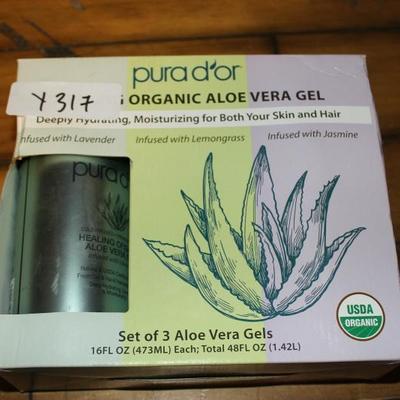 pura d'or
Y317
ORGANIC ALOE VERA GEL
Deeply Hydrating, Moisturizing for Both Your Skin and Hair
Infused with Lavender Infused with Lemongrass Infused with Jasmine
pura d'or
HEALING
ALOE VERA
Set of 3 Aloe Vera Gels
16FL OZ (473ML) Each; Total 48FL OZ (1.42L)
USDA
ORGANIC